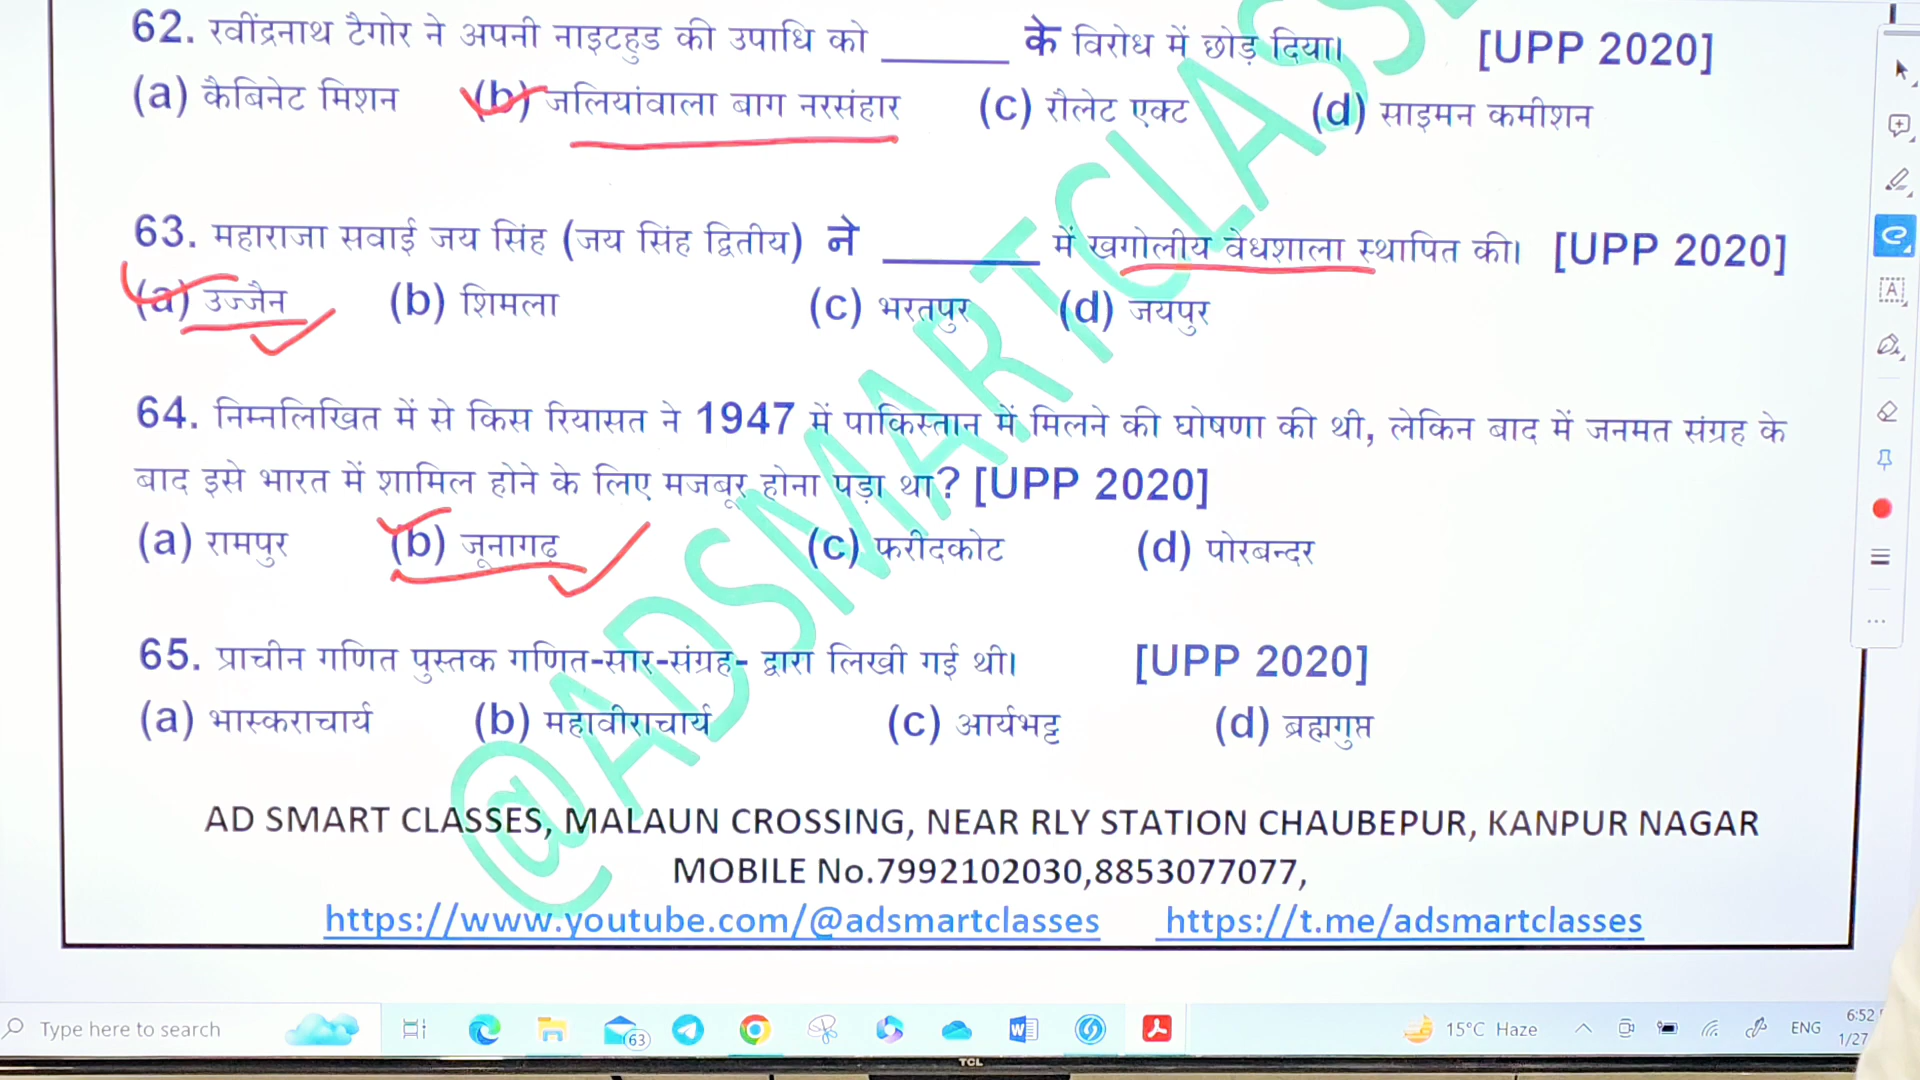 62. रवींद्रनाथ टैगोर ने अपनी नाइटहुड की उपाधि को ______ के विरोध में छोड़ दिया। [UPP 2020]
(a) कैबिनेट मिशन (b) जलियांवाला बाग नरसंहार (c) रौलेट एक्ट (d) साइमन कमीशन
63. महाराजा सवाई जय सिंह (जय सिंह द्वितीय) ने ______ में खगोलीय वेधशाला स्थापित की। [UPP 2020]
(a) उज्जैन (b) शिमला (c) भरतपुर (d) जयपुर
64. निम्नलिखित में से किस रियासत ने 1947 में पाकिस्तान में मिलने की घोषणा की थी, लेकिन बाद में जनमत संग्रह के
बाद इसे भारत में शामिल होने के लिए मजबूर होना पड़ा था? [UPP 2020]
(a) रामपुर (b) जूनागढ़ (c) फरीदकोट (d) पोरबन्दर
65. प्राचीन गणित पुस्तक गणित-सार-संग्रह- द्वारा लिखी गई थी। [UPP 2020]
(a) भास्कराचार्य (b) महावीराचार्य (c) आर्यभट्ट (d) ब्रह्मगुप्त
@ADSMARTCLASSE
AD SMART CLASSES, MALAUN CROSSING, NEAR RLY STATION CHAUBEPUR, KANPUR NAGAR
MOBILE No.7992102030,8853077077,
https://www.youtube.com/@adsmartclasses https://t.me/adsmartclasses
Type here to search 63 15°C Haze ENG 6:52
1/27
TCL